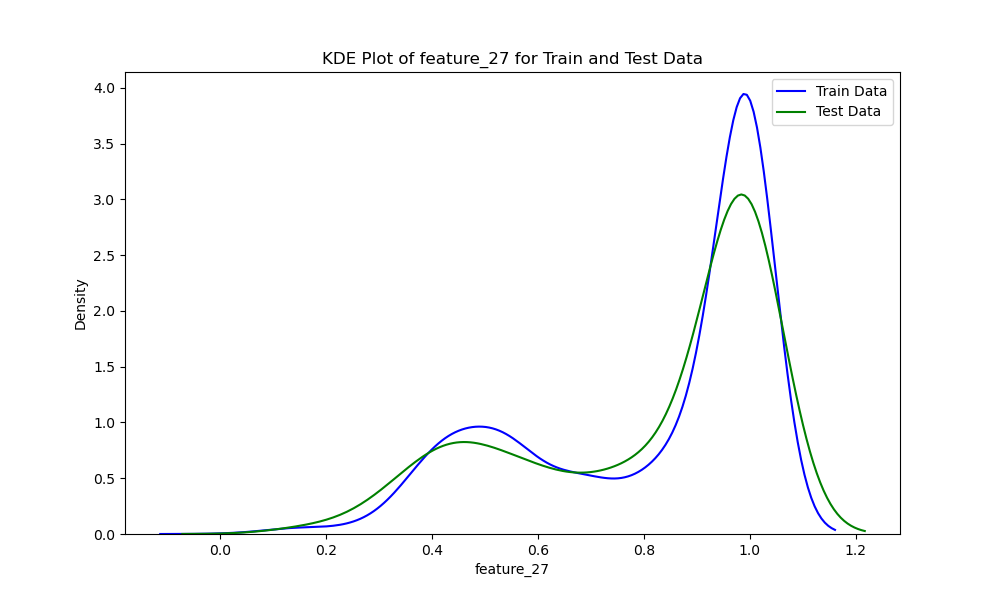 KDE Plot of feature_27 for Train and Test Data
Train Data
Test Data
Density
4.0
3.5
3.0
2.5
2.0
1.5
1.0
0.5
0.0
0.0 0.2 0.4 0.6 0.8 1.0 1.2
feature_27